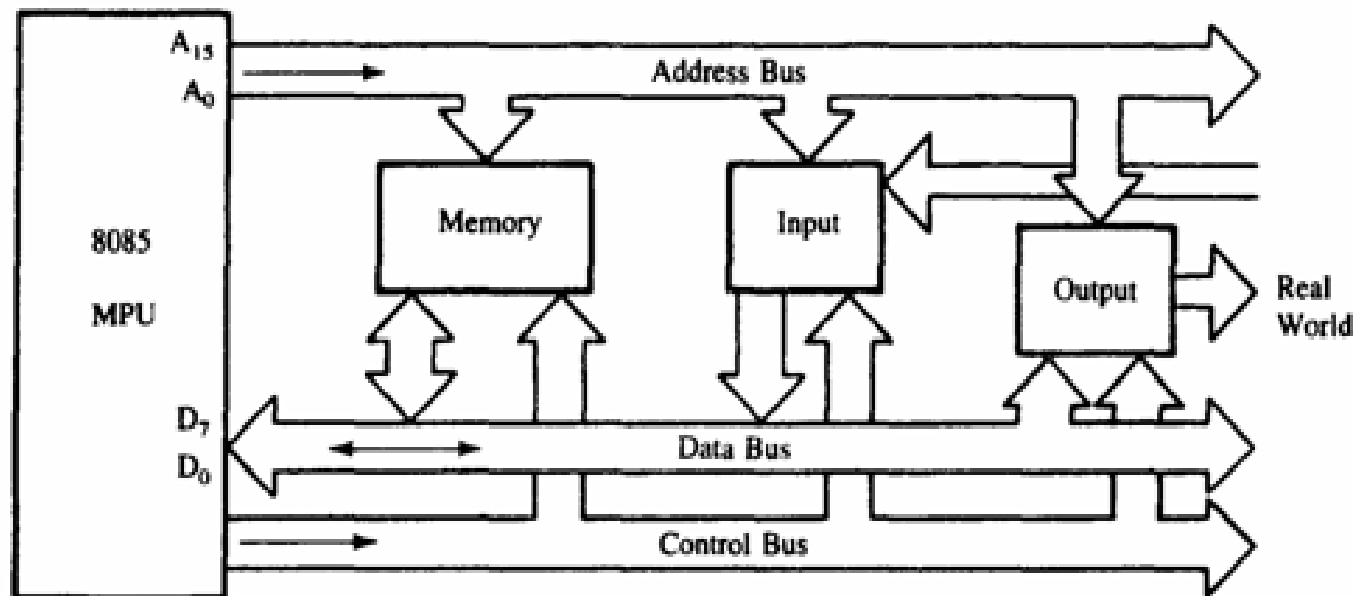 A15
Address Bus
A0
Memory
Input
8085
MPU
Output
Real
World
D7
Data Bus
D0
Control Bus